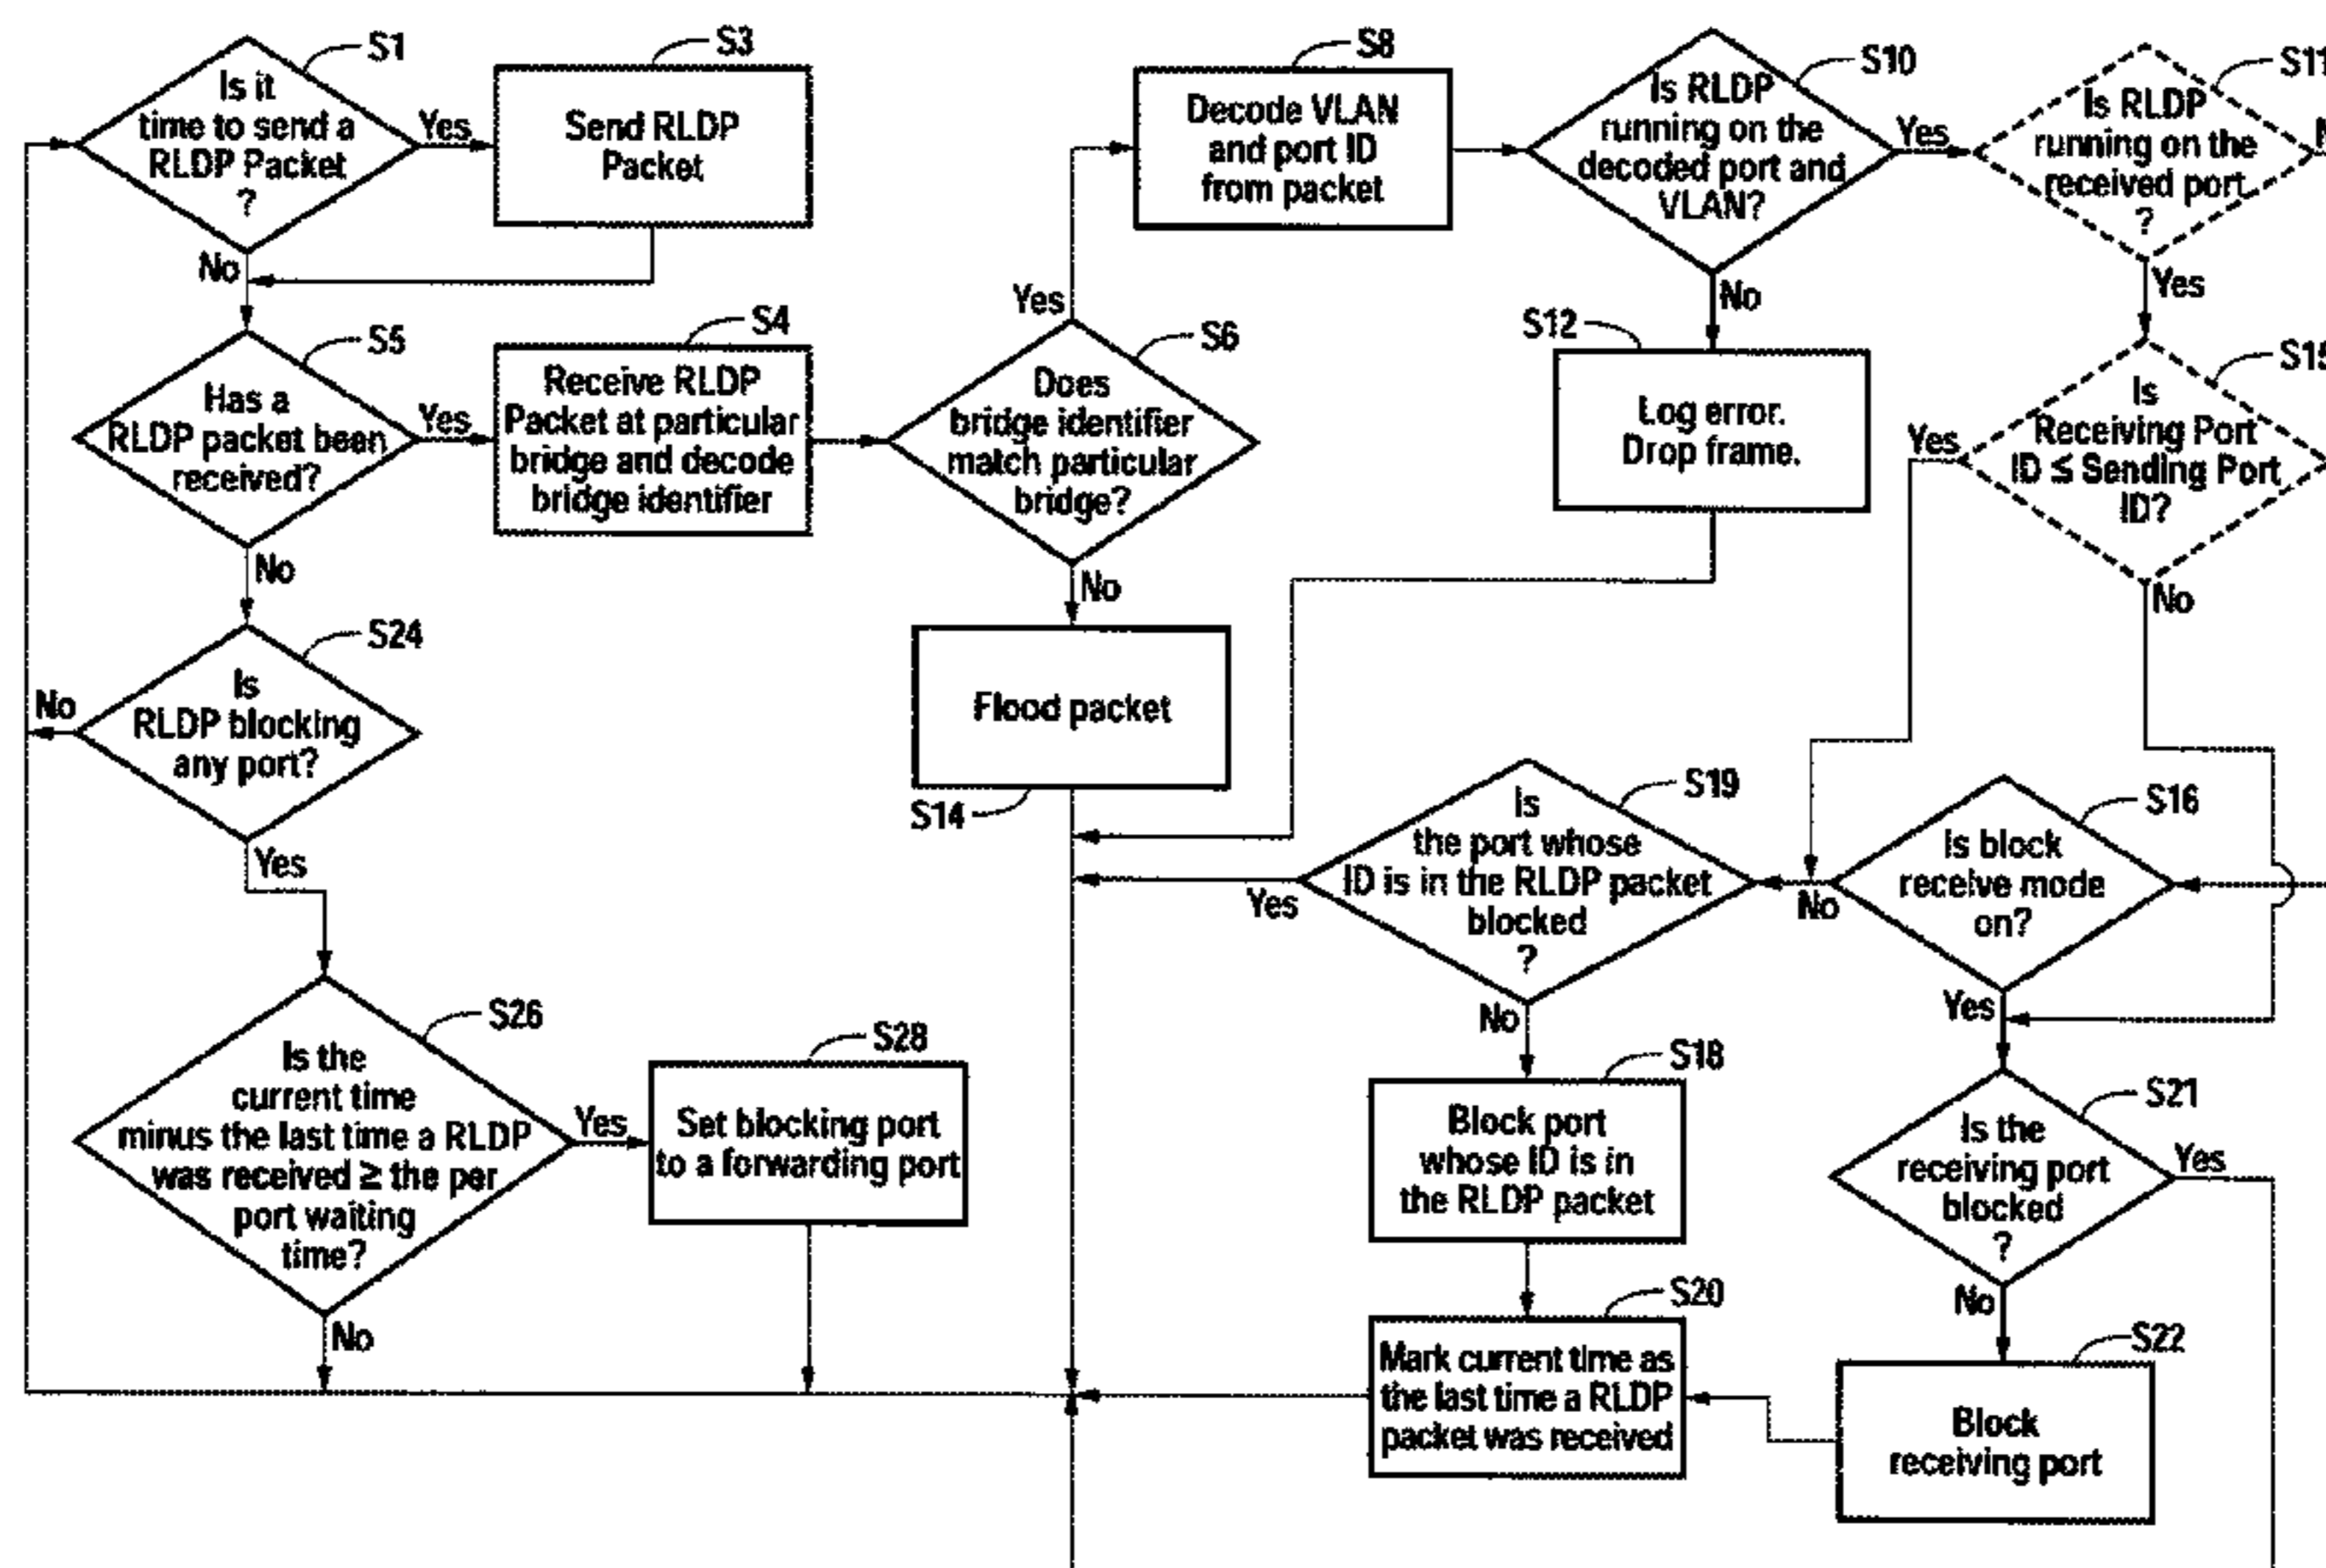 S1
Is it
time to send a
RLDP Packet
?
Yes
No
S3
Send RLDP
Packet
S5
Has a
RLDP packet been
received?
Yes
No
S4
Receive RLDP
Packet at particular
bridge and decode
bridge identifier
S6
Does
bridge identifier
match particular
bridge?
Yes
No
S8
Decode VLAN
and port ID
from packet
S10
Is RLDP
running on the
decoded port and
VLAN?
Yes
No
S11
Is RLDP
running on the
received port
?
Yes
S12
Log error.
Drop frame.
S15
Is
Receiving Port
ID ≤ Sending Port
ID?
Yes
No
S14
Flood packet
S24
Is
RLDP blocking
any port?
No
Yes
S26
Is the
current time
minus the last time a RLDP
was received ≥ the per
port waiting
time?
Yes
No
S28
Set blocking port
to a forwarding port
S19
Is
the port whose
ID is in the RLDP packet
blocked
?
Yes
No
S16
Is block
receive mode
on?
No
Yes
S18
Block port
whose ID is in
the RLDP packet
S21
Is the
receiving port
blocked
?
Yes
No
S20
Mark current time as
the last time a RLDP
packet was received
S22
Block
receiving port